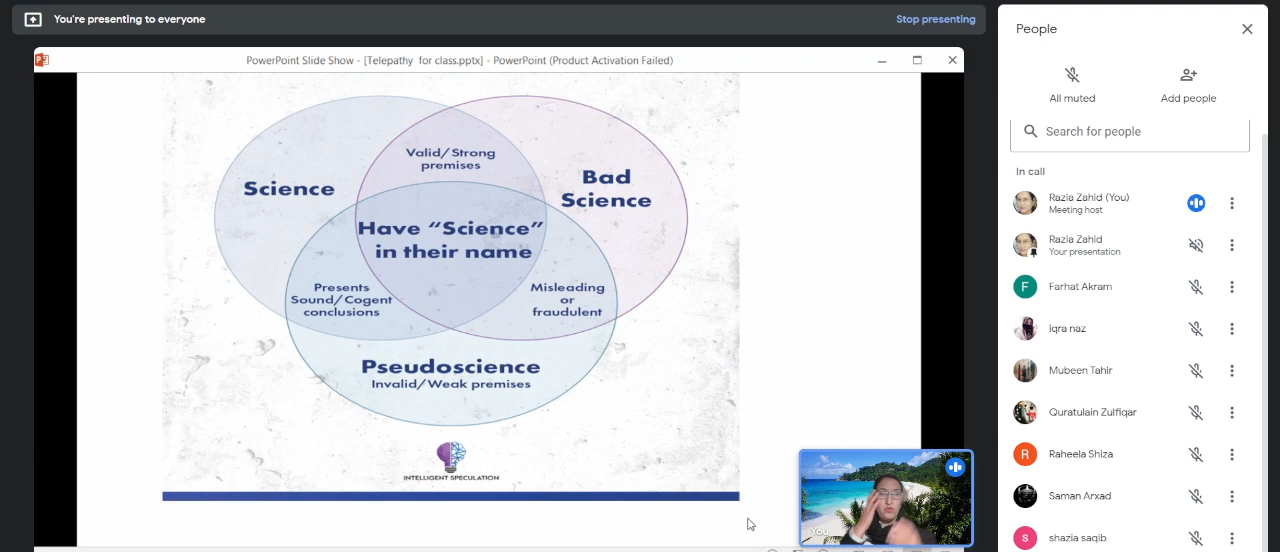 You're presenting to everyone
Stop presenting
PowerPoint Slide Show - [Telepathy for class.pptx] - PowerPoint (Product Activation Failed)
Valid/Strong
premises
Science
Bad
Science
Have “Science”
in their name
Presents
Sound/Cogent
conclusions
Misleading
or
fraudulent
Pseudoscience
Invalid/Weak premises
INTELLIGENT SPECULATION
You
People
All muted
Add people
Search for people
In call
Razia Zahid (You)
Meeting host
Razia Zahid
Your presentation
F
Farhat Akram
iqra naz
Mubeen Tahir
Quratulain Zulfiqar
R
Raheela Shiza
Saman Arxad
s
shazia saqib